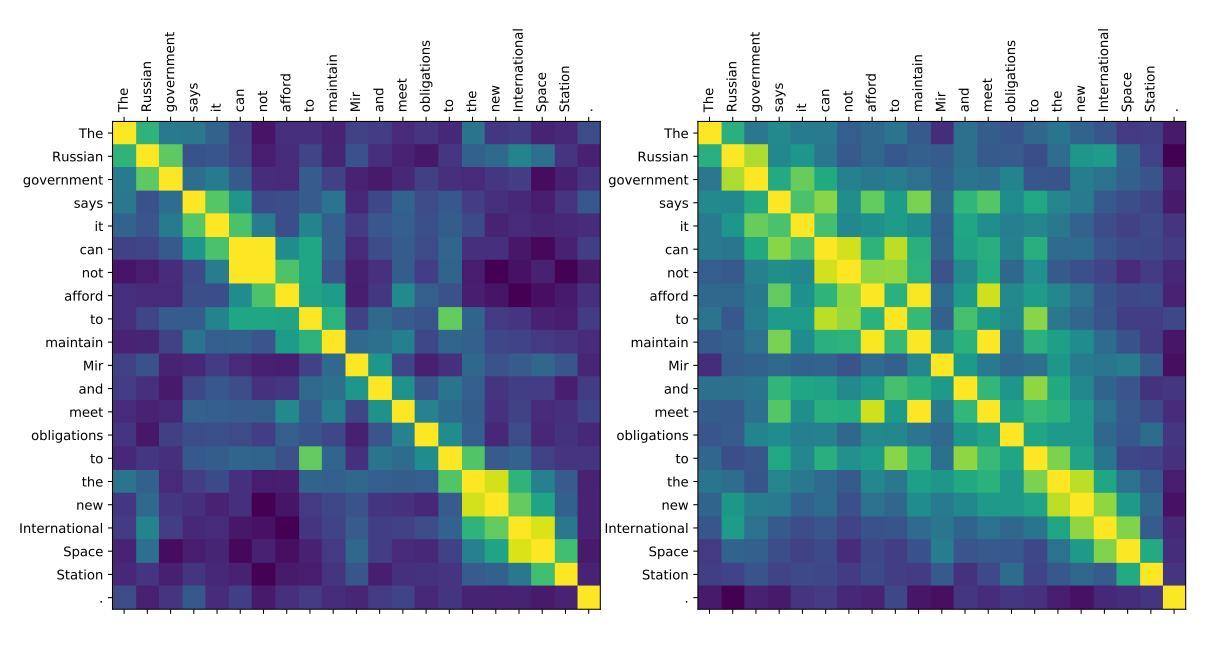 The Russian government says it can not afford to maintain Mir and meet obligations to the new International Space Station .
The Russian government says it can not afford to maintain Mir and meet obligations to the new International Space Station .
The
Russian
government
says
it
can
not
afford
to
maintain
Mir
and
meet
obligations
to
the
new
International
Space
Station
.
The
Russian
government
says
it
can
not
afford
to
maintain
Mir
and
meet
obligations
to
the
new
International
Space
Station
.